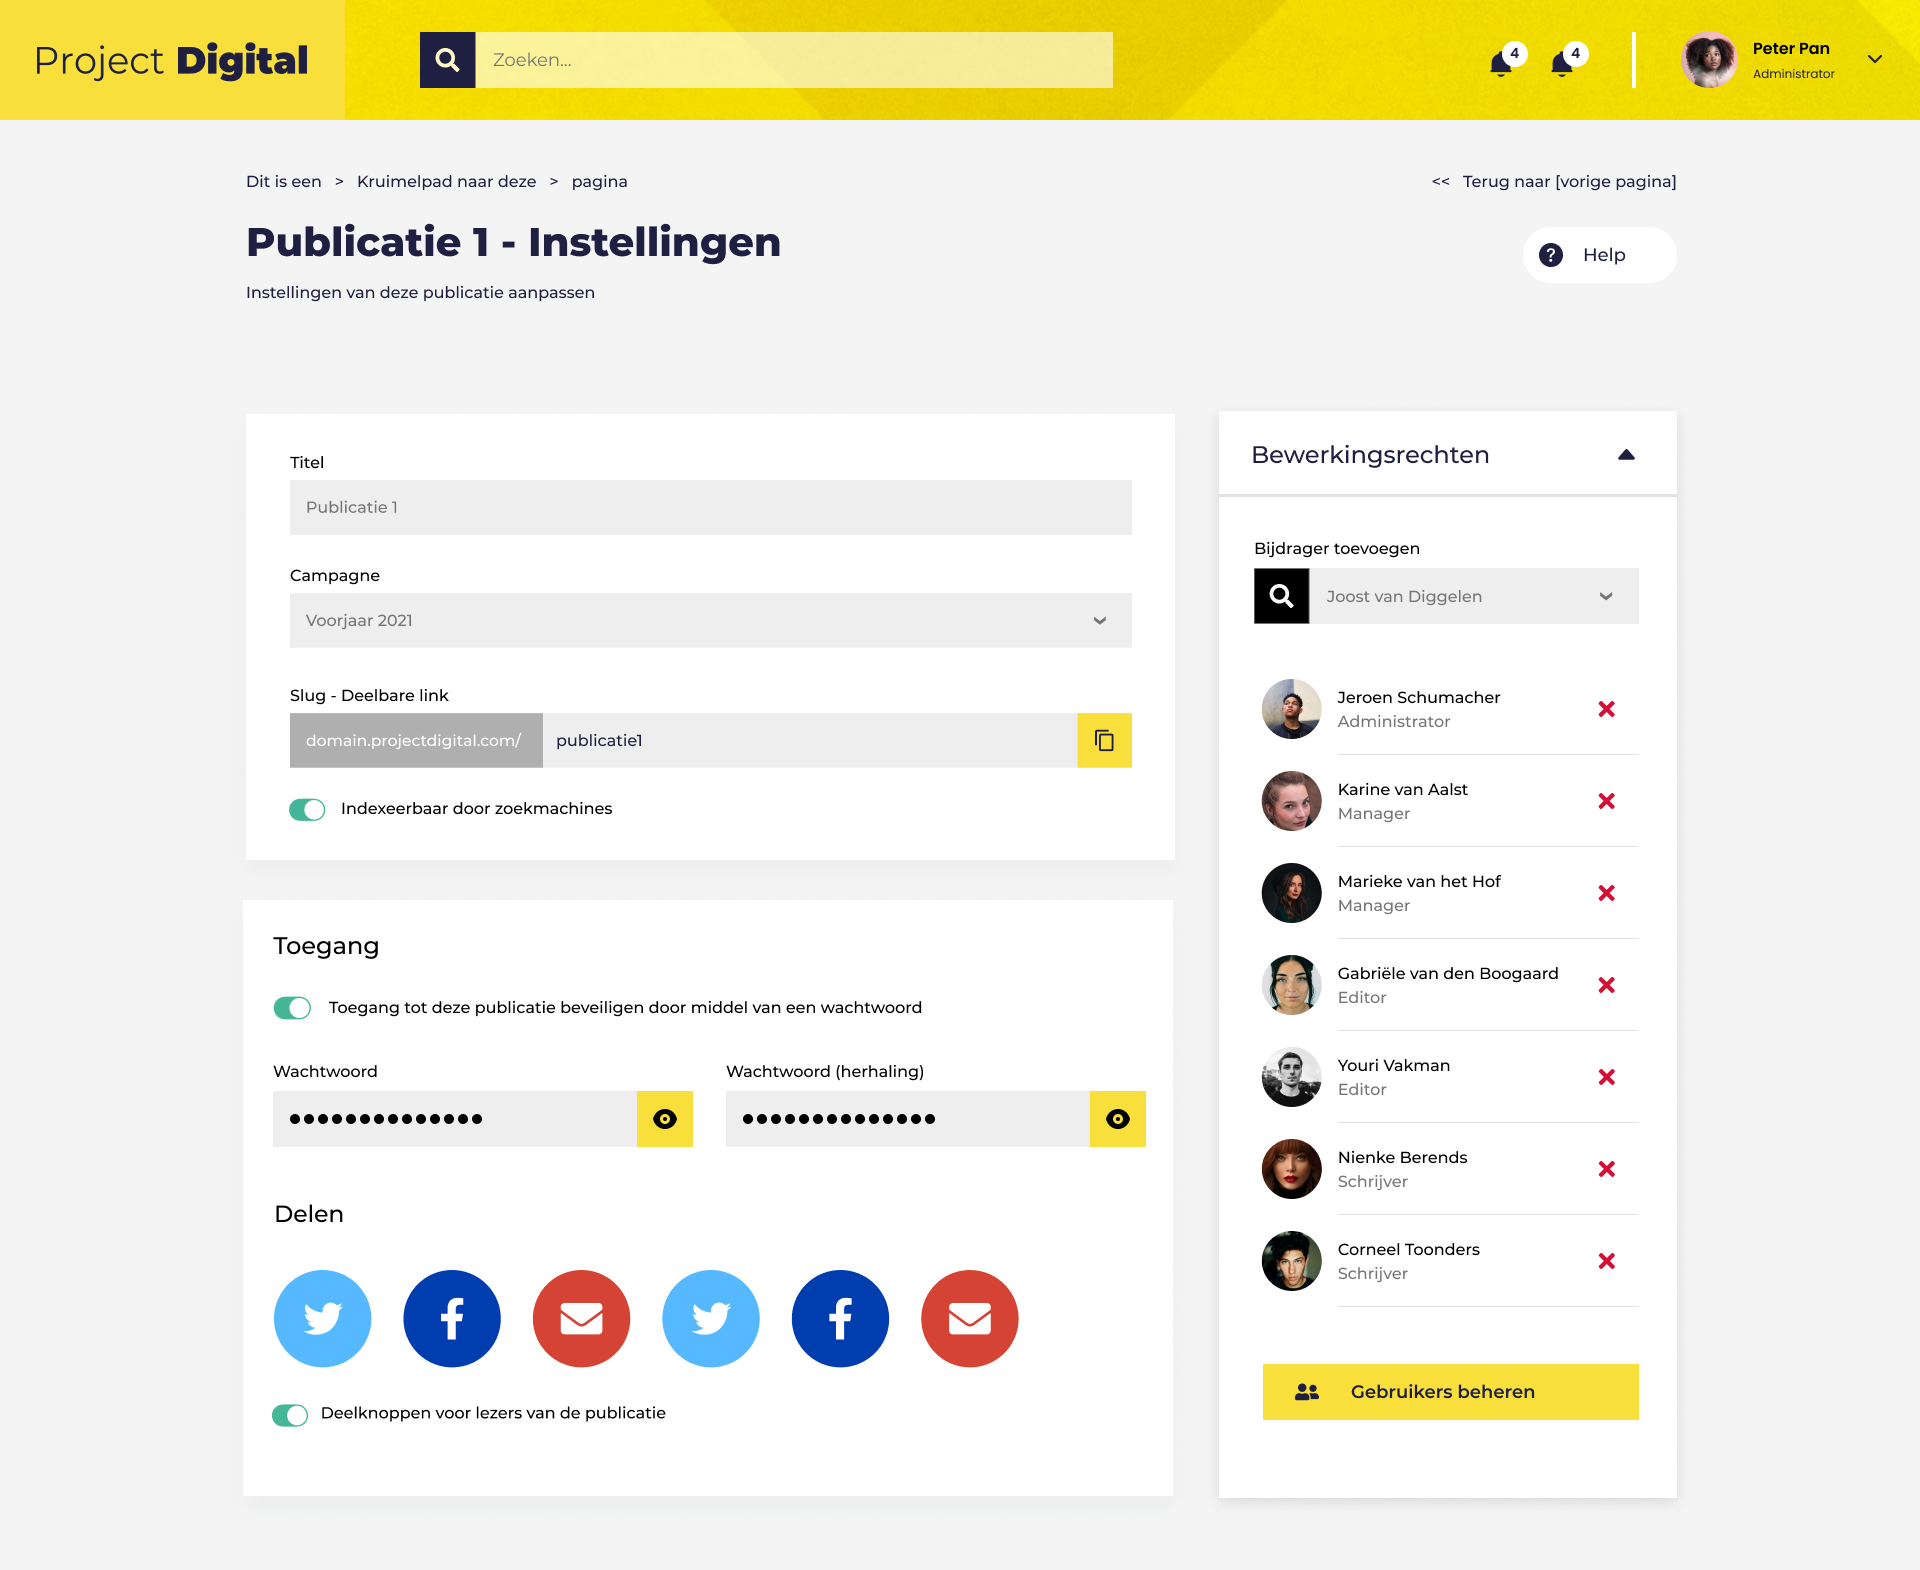 Project Digital
Zoeken...
4
4
Peter Pan
Administrator
Dit is een > Kruimelpad naar deze > pagina
<< Terug naar [vorige pagina]
Publicatie 1 - Instellingen
Help
Instellingen van deze publicatie aanpassen
Titel
Publicatie 1
Campagne
Voorjaar 2021
Slug - Deelbare link
domain.projectdigital.com/
publicatie1
Indexeerbaar door zoekmachines
Toegang
Toegang tot deze publicatie beveiligen door middel van een wachtwoord
Wachtwoord
Wachtwoord (herhaling)
Delen
Deelknoppen voor lezers van de publicatie
Bewerkingsrechten
Bijdrager toevoegen
Joost van Diggelen
Jeroen Schumacher
Administrator
Karine van Aalst
Manager
Marieke van het Hof
Manager
Gabriële van den Boogaard
Editor
Youri Vakman
Editor
Nienke Berends
Schrijver
Corneel Toonders
Schrijver
Gebruikers beheren